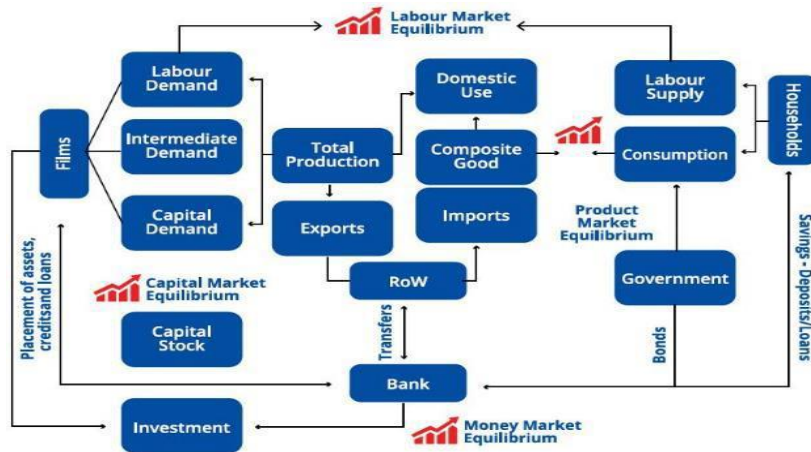 Labour Market
Equilibrium
Labour
Demand
Domestic
Use
Labour
Supply
Households
Films
Intermediate
Demand
Total
Production
Composite
Good
Consumption
Capital
Demand
Exports
Imports
Product
Market
Equilibrium
Placement of assets,
creditsand loans
Capital Market
Equilibrium
RoW
Government
Savings - Deposits/Loans
Capital
Stock
Transfers
Bonds
Bank
Investment
Money Market
Equilibrium